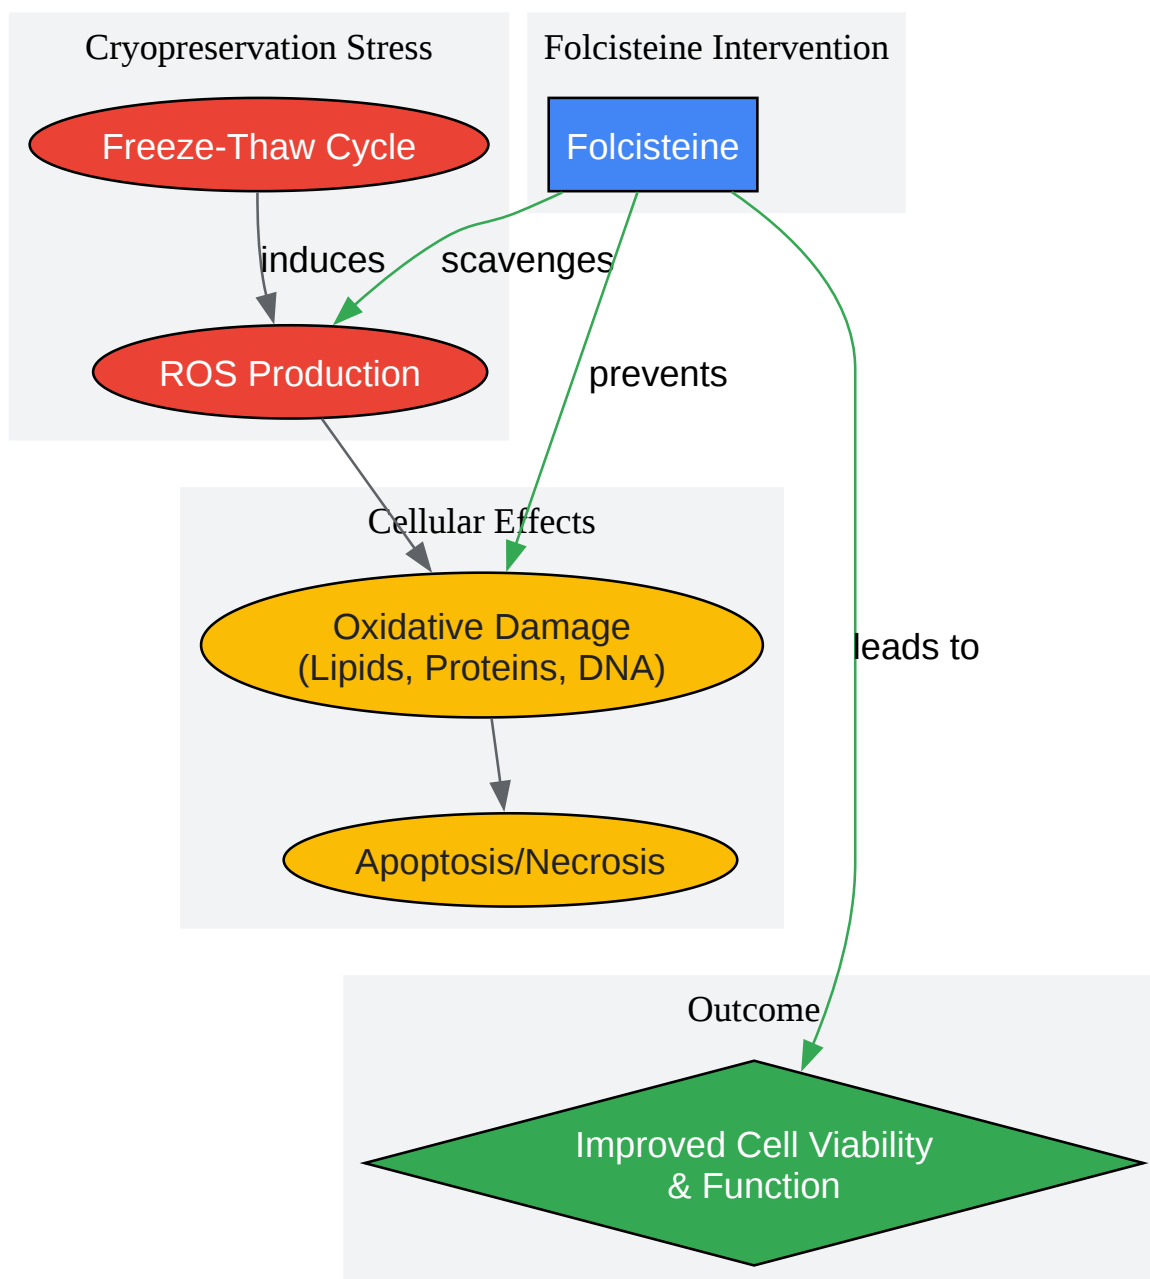 Cryopreservation Stress
Folcisteine Intervention
Freeze-Thaw Cycle
Folcisteine
induces
scavenges
ROS Production
prevents
Cellular Effects
Oxidative Damage
(Lipids, Proteins, DNA)
leads to
Apoptosis/Necrosis
Outcome
Improved Cell Viability
& Function